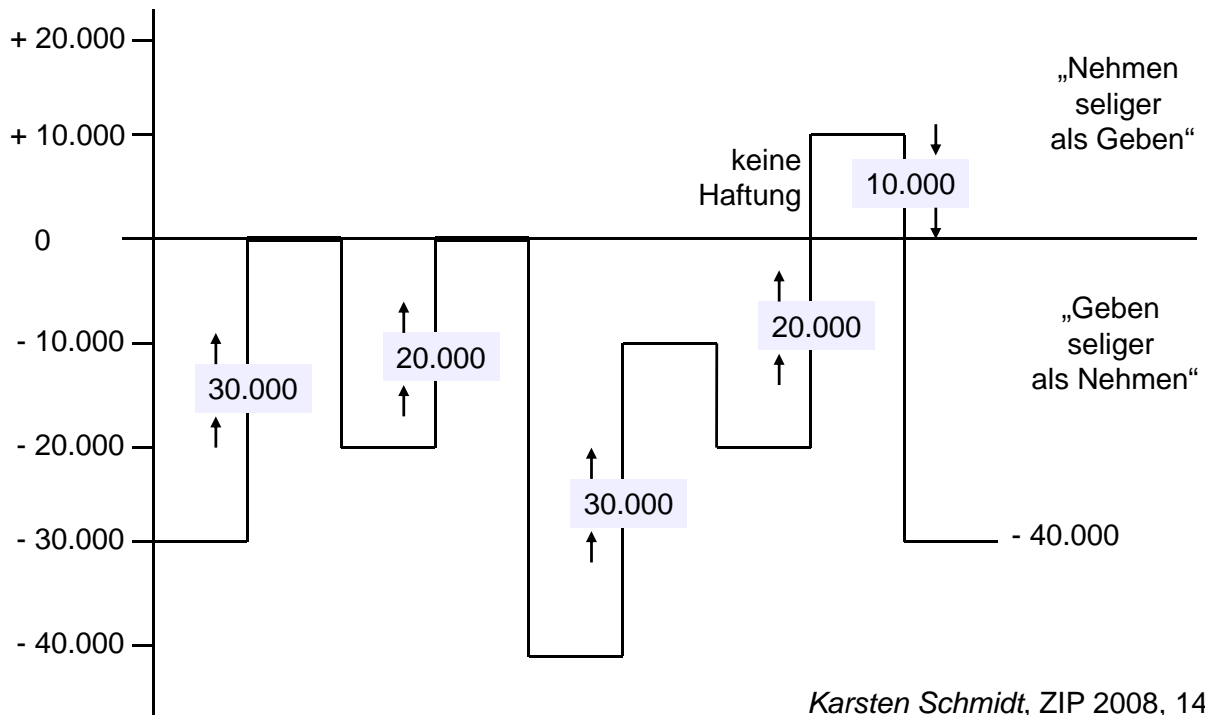 + 20.000
„Nehmen
seliger
als Geben“
+ 10.000
keine
Haftung
10.000
0
„Geben
seliger
als Nehmen“
- 10.000
20.000
20.000
30.000
- 20.000
30.000
- 30.000
- 40.000
- 40.000
Karsten Schmidt, ZIP 2008, 14